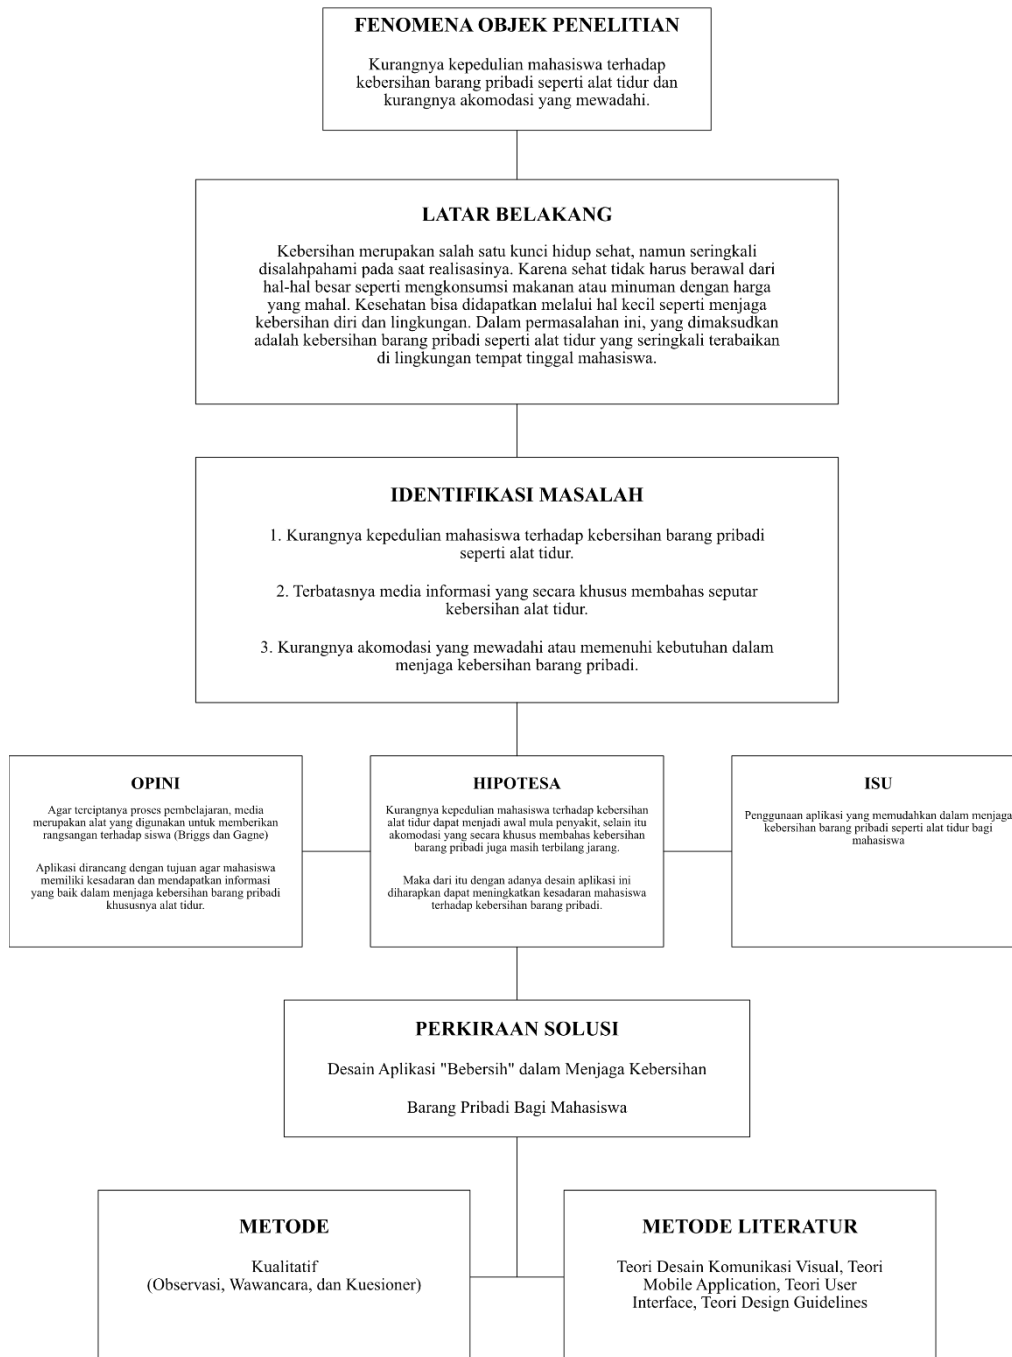 FENOMENA OBJEK PENELITIAN
Kurangnya kepedulian mahasiswa terhadap
kebersihan barang pribadi seperti alat tidur dan
kurangnya akomodasi yang mewadahi.
LATAR BELAKANG
Kebersihan merupakan salah satu kunci hidup sehat, namun seringkali
disalahpahami pada saat realisasinya. Karena sehat tidak harus berawal dari
hal-hal besar seperti mengkonsumsi makanan atau minuman dengan harga
yang mahal. Kesehatan bisa didapatkan melalui hal kecil seperti menjaga
kebersihan diri dan lingkungan. Dalam permasalahan ini, yang dimaksudkan
adalah kebersihan barang pribadi seperti alat tidur yang seringkali terabaikan
di lingkungan tempat tinggal mahasiswa.
IDENTIFIKASI MASALAH
1. Kurangnya kepedulian mahasiswa terhadap kebersihan barang pribadi
seperti alat tidur.
2. Terbatasnya media informasi yang secara khusus membahas seputar
kebersihan alat tidur.
3. Kurangnya akomodasi yang mewadahi atau memenuhi kebutuhan dalam
menjaga kebersihan barang pribadi.
OPINI
Agar terciptanya proses pembelajaran, media
merupakan alat yang digunakan untuk memberikan
rangsangan terhadap siswa (Briggs dan Gagne)
Aplikasi dirancang dengan tujuan agar mahasiswa
memiliki kesadaran dan mendapatkan informasi
yang baik dalam menjaga kebersihan barang pribadi
khususnya alat tidur.
HIPOTESA
Kurangnya kepedulian mahasiswa terhadap kebersihan
alat tidur dapat menjadi awal mula penyakit, selain itu
akomodasi yang secara khusus membahas kebersihan
barang pribadi juga masih terbilang jarang.
Maka dari itu dengan adanya desain aplikasi ini
diharapkan dapat meningkatkan kesadaran mahasiswa
terhadap kebersihan barang pribadi.
ISU
Penggunaan aplikasi yang memudahkan dalam menjaga
kebersihan barang pribadi seperti alat tidur bagi
mahasiswa
PERKIRAAN SOLUSI
Desain Aplikasi "Bebersih" dalam Menjaga Kebersihan
Barang Pribadi Bagi Mahasiswa
METODE
Kualitatif
(Observasi, Wawancara, dan Kuesioner)
METODE LITERATUR
Teori Desain Komunikasi Visual, Teori
Mobile Application, Teori User
Interface, Teori Design Guidelines